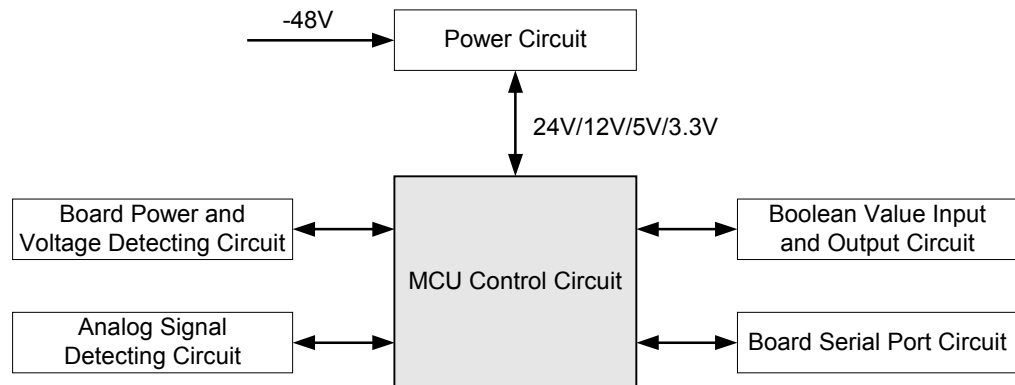 -48V
Power Circuit
24V/12V/5V/3.3V
Board Power and
Voltage Detecting Circuit
Boolean Value Input
and Output Circuit
MCU Control Circuit
Analog Signal
Detecting Circuit
Board Serial Port Circuit